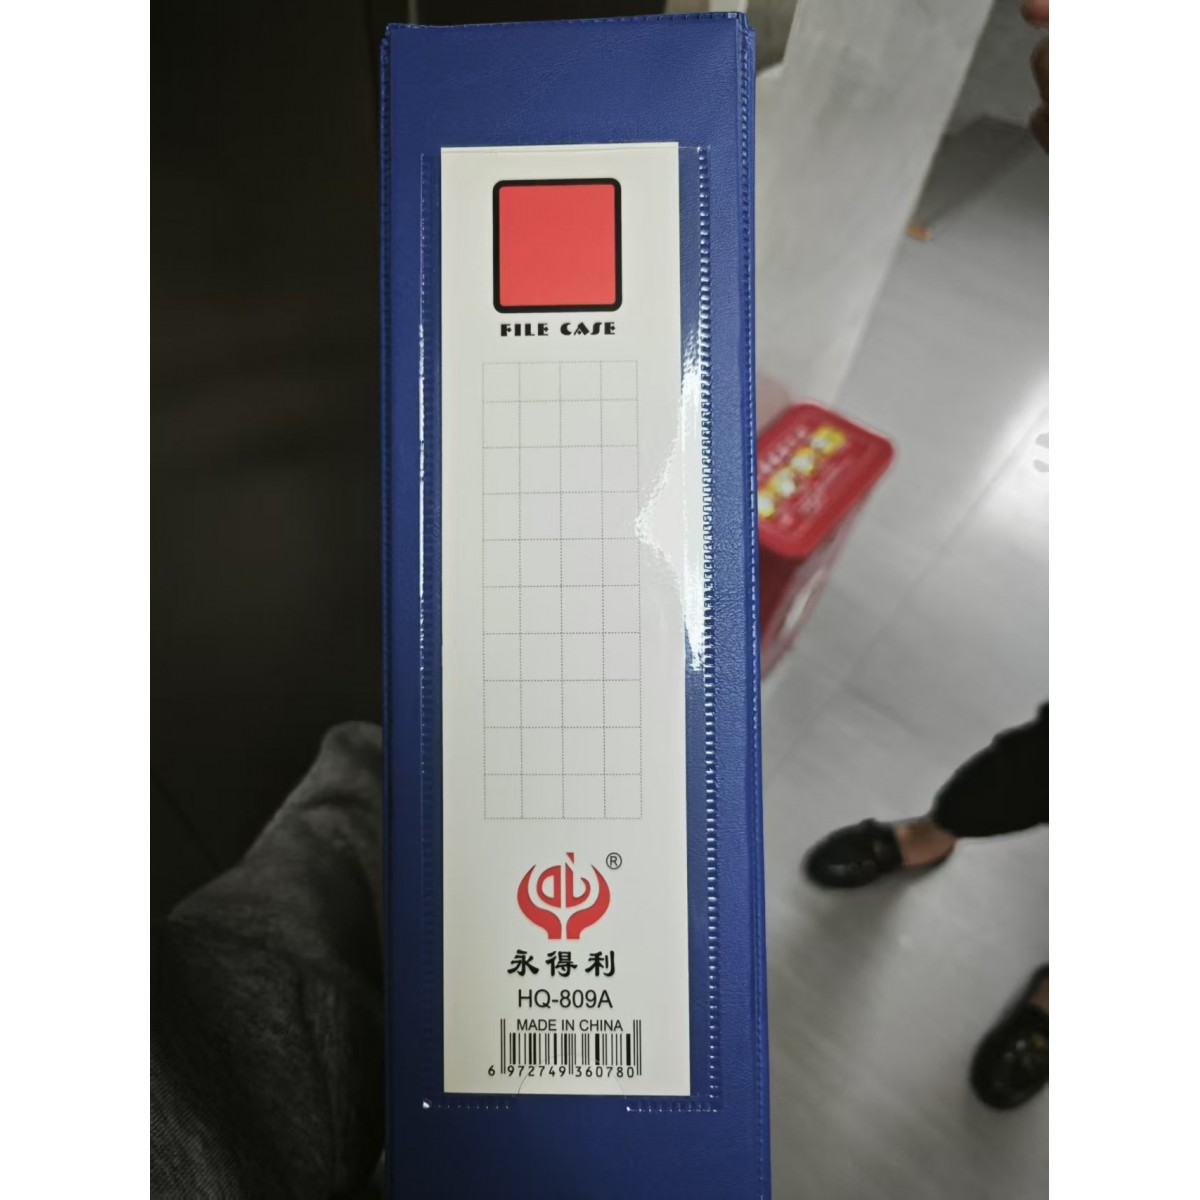 FILE CASE
®
永得利
HQ-809A
MADE IN CHINA
6 972749 360780